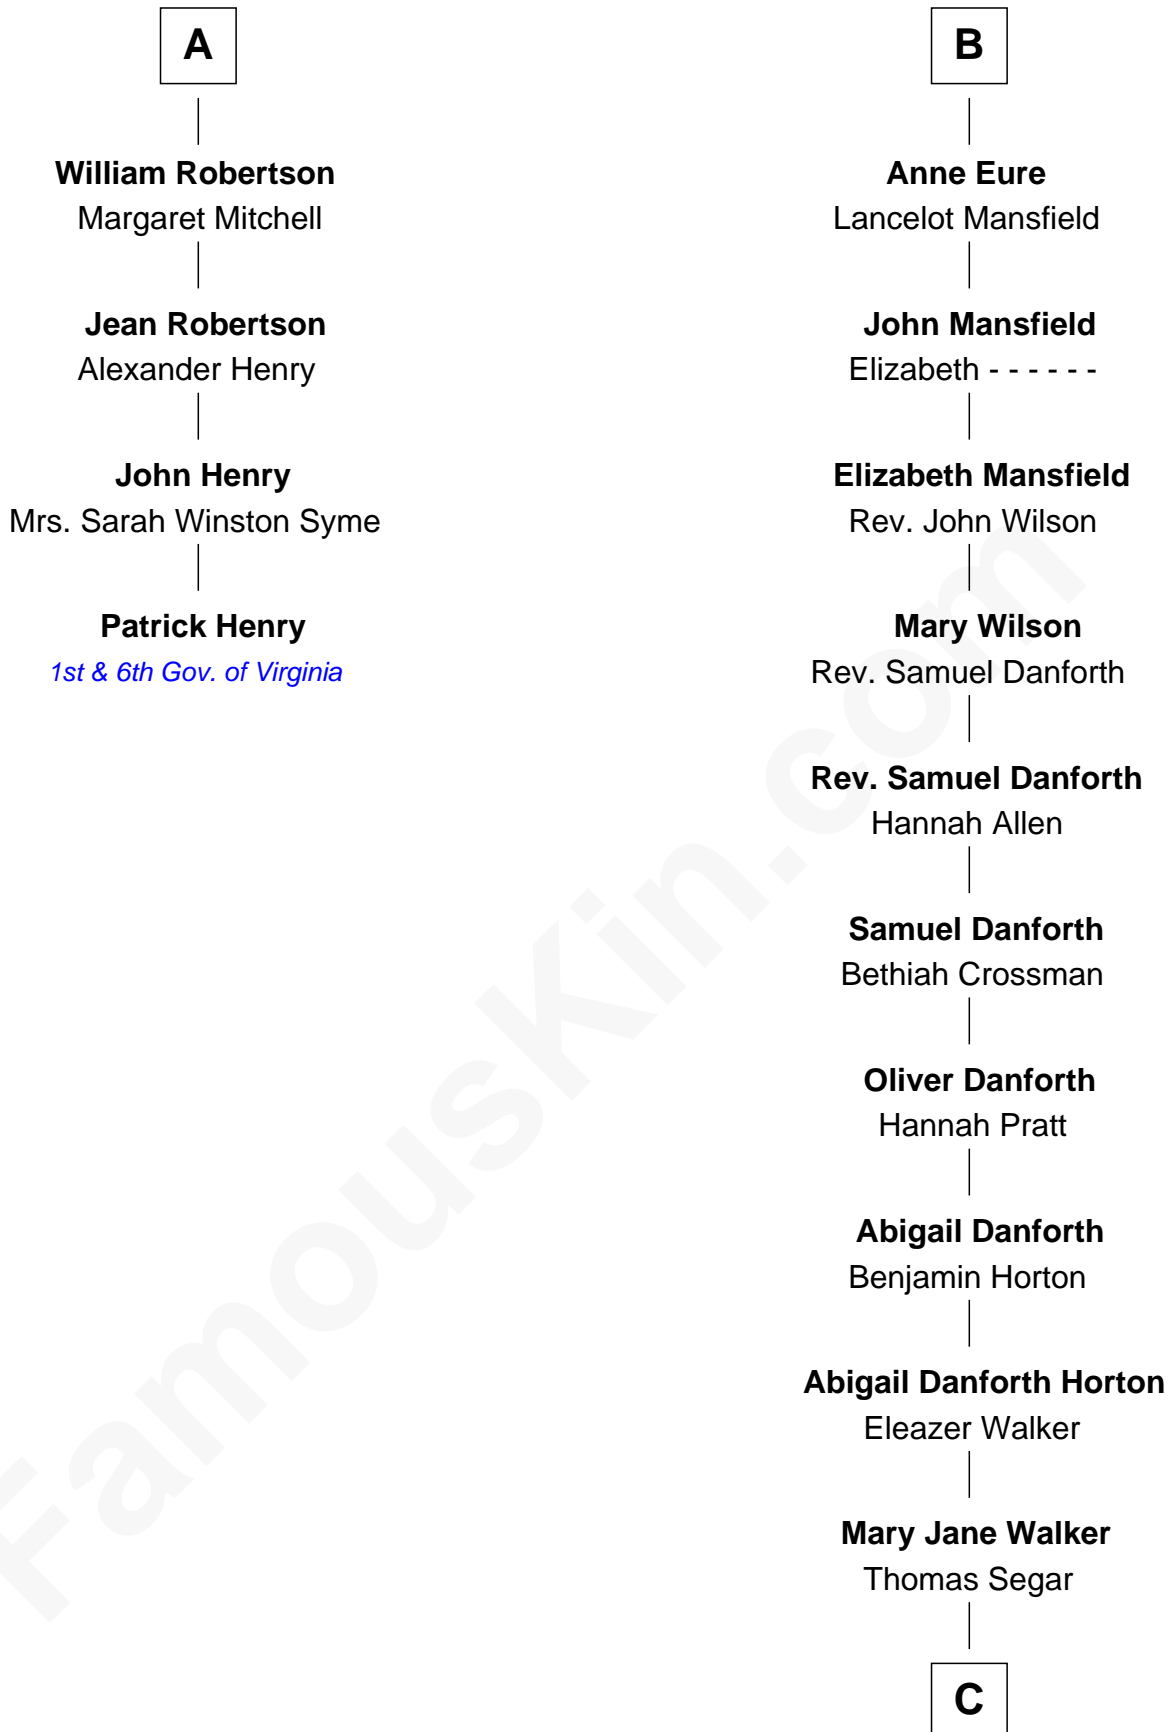 A
William Robertson
Margaret Mitchell
Jean Robertson
Alexander Henry
John Henry
Mrs. Sarah Winston Syme
Patrick Henry
1st & 6th Gov. of Virginia
B
Anne Eure
Lancelot Mansfield
John Mansfield
Elizabeth - - - - - -
Elizabeth Mansfield
Rev. John Wilson
Mary Wilson
Rev. Samuel Danforth
Rev. Samuel Danforth
Hannah Allen
Samuel Danforth
Bethiah Crossman
Oliver Danforth
Hannah Pratt
Abigail Danforth
Benjamin Horton
Abigail Danforth Horton
Eleazer Walker
Mary Jane Walker
Thomas Segar
C
FamousKin.com